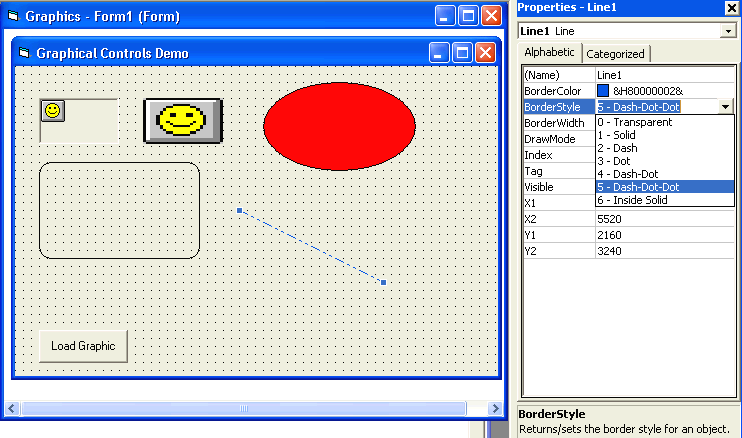 Graphics - Form1 (Form)
Graphical Controls Demo
Load Graphic
Properties - Line1
Line1 Line
Alphabetic Categorized
(Name) Line1
BorderColor &H80000002&
BorderStyle 5 - Dash-Dot-Dot
BorderWidth 0 - Transparent
DrawMode 1 - Solid
2 - Dash
Index 3 - Dot
Tag 4 - Dash-Dot
Visible 5 - Dash-Dot-Dot
X1 6 - Inside Solid
X2 5520
Y1 2160
Y2 3240
BorderStyle
Returns/sets the border style for an object.